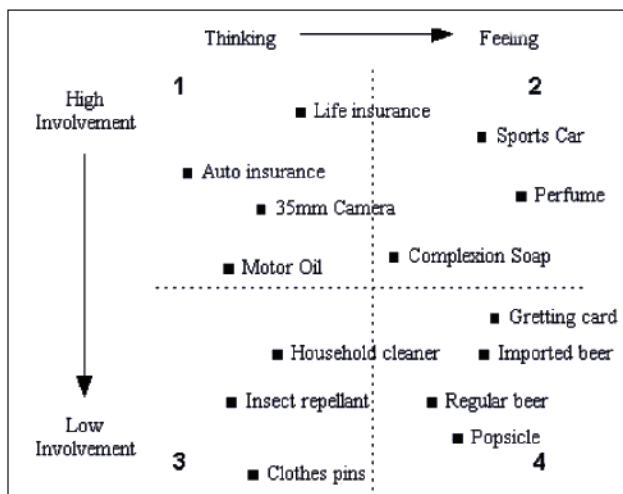 Thinking Feeling
1 2
High
Involvement
Life insurance
Sports Car
Auto insurance
Perfume
35mm Camera
Complexion Soap
Motor Oil
Gretting card
Household cleaner Imported beer
Insect repellant Regular beer
Low
Involvement
Popsicle
3 4
Clothes pins